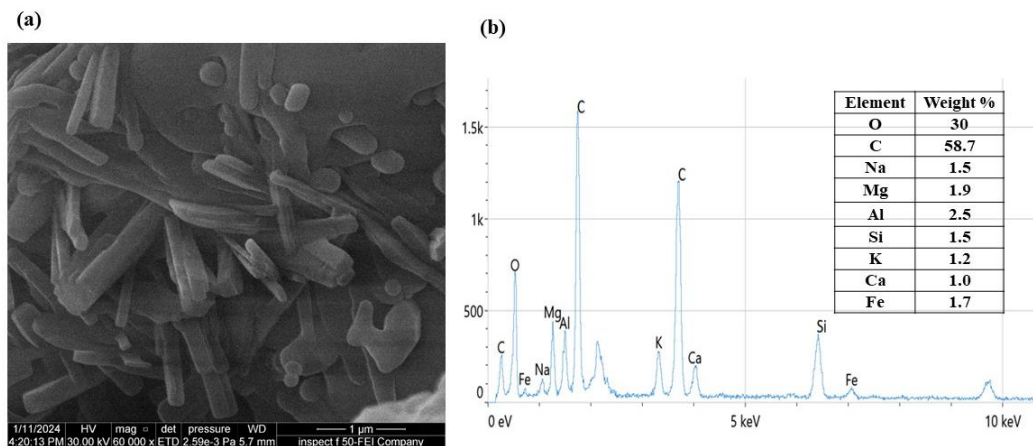 (a)
(b)
1/11/2024 HV mag □ det pressure WD
4:20:13 PM 30.00 kV 60 000 x ETD 2.59e-3 Pa 5.7 mm
1 µm
inspect f 50-FEI Company
1.5k
1k
500
0
0 eV
5 keV
10 keV
C
O
Fe
Na
Mg
Al
C
K
C
Ca
Si
Fe
Element Weight %
O 30
C 58.7
Na 1.5
Mg 1.9
Al 2.5
Si 1.5
K 1.2
Ca 1.0
Fe 1.7